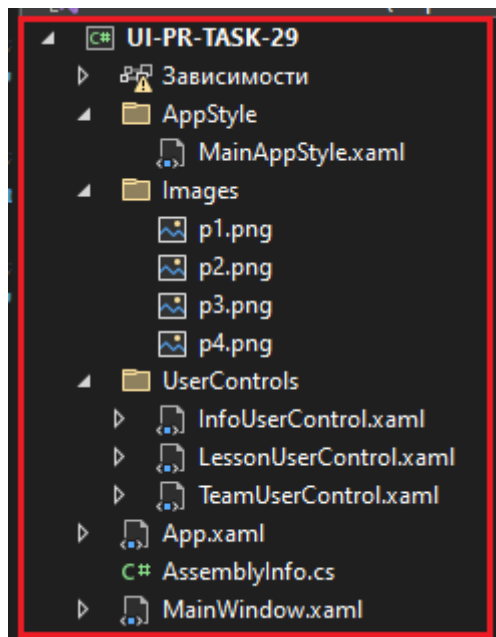 C# UI-PR-TASK-29
Зависимости
AppStyle
MainAppStyle.xaml
Images
p1.png
p2.png
p3.png
p4.png
UserControls
InfoUserControl.xaml
LessonUserControl.xaml
TeamUserControl.xaml
App.xaml
C# AssemblyInfo.cs
MainWindow.xaml